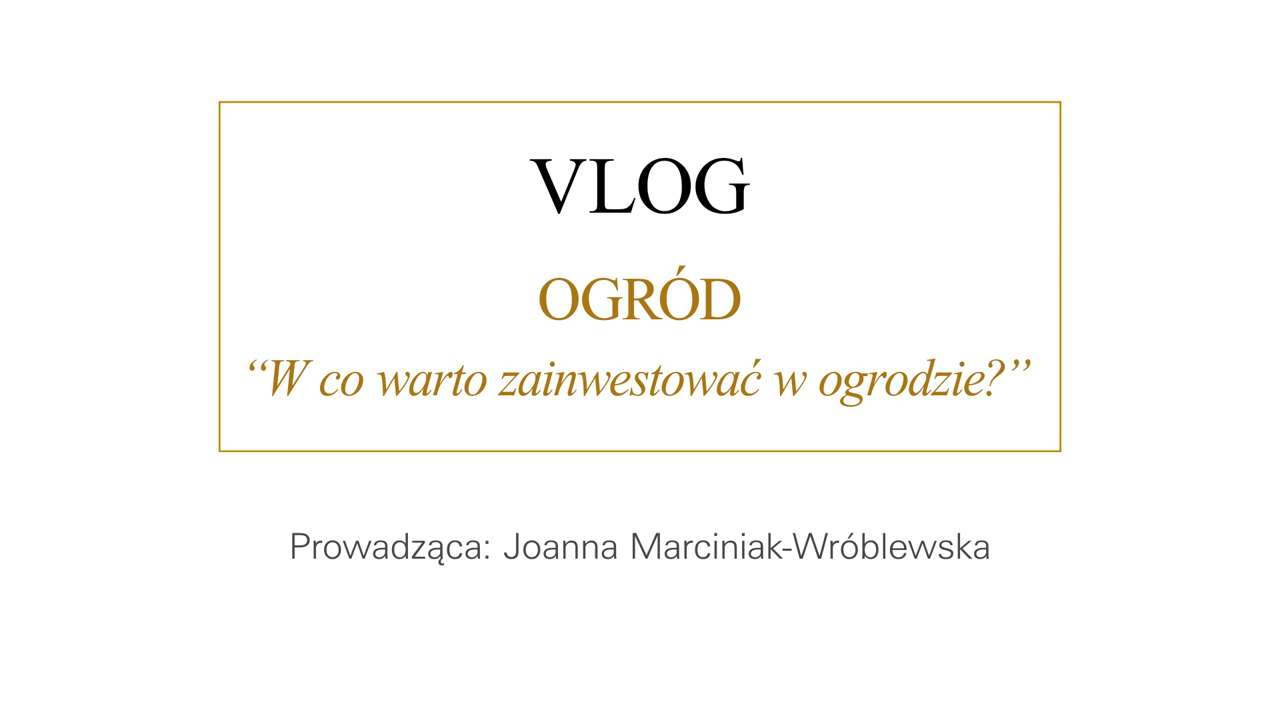 VLOG
OGRÓD
“W co warto zainwestować w ogrodzie?”
Prowadząca: Joanna Marciniak-Wróblewska